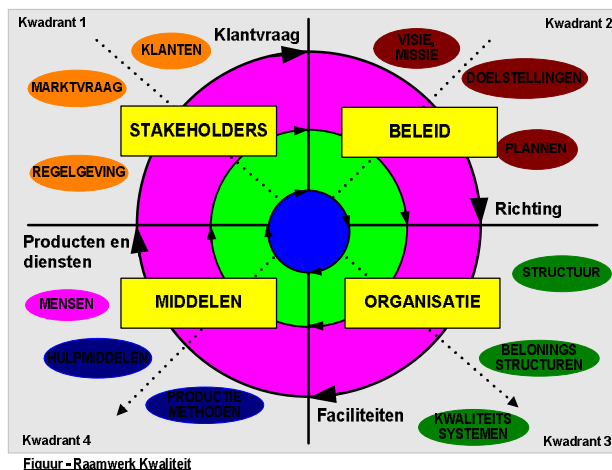 Kwadrant 1
Klantvraag
Kwadrant 2
KLANTEN
VISIE,
MISSIE
MARKTVRAAG
DOELSTELLINGEN
STAKEHOLDERS
BELEID
PLANNEN
REGELGEVING
Richting
Producten en
diensten
STRUCTUUR
MENSEN
MIDDELEN
ORGANISATIE
HULPMIDDELEN
BELONINGS
STRUCTUREN
PRODUCTIE
METHODEN
Faciliteiten
KWALITEITS
SYSTEMEN
Kwadrant 4
Kwadrant 3
Figuur - Raamwerk Kwaliteit